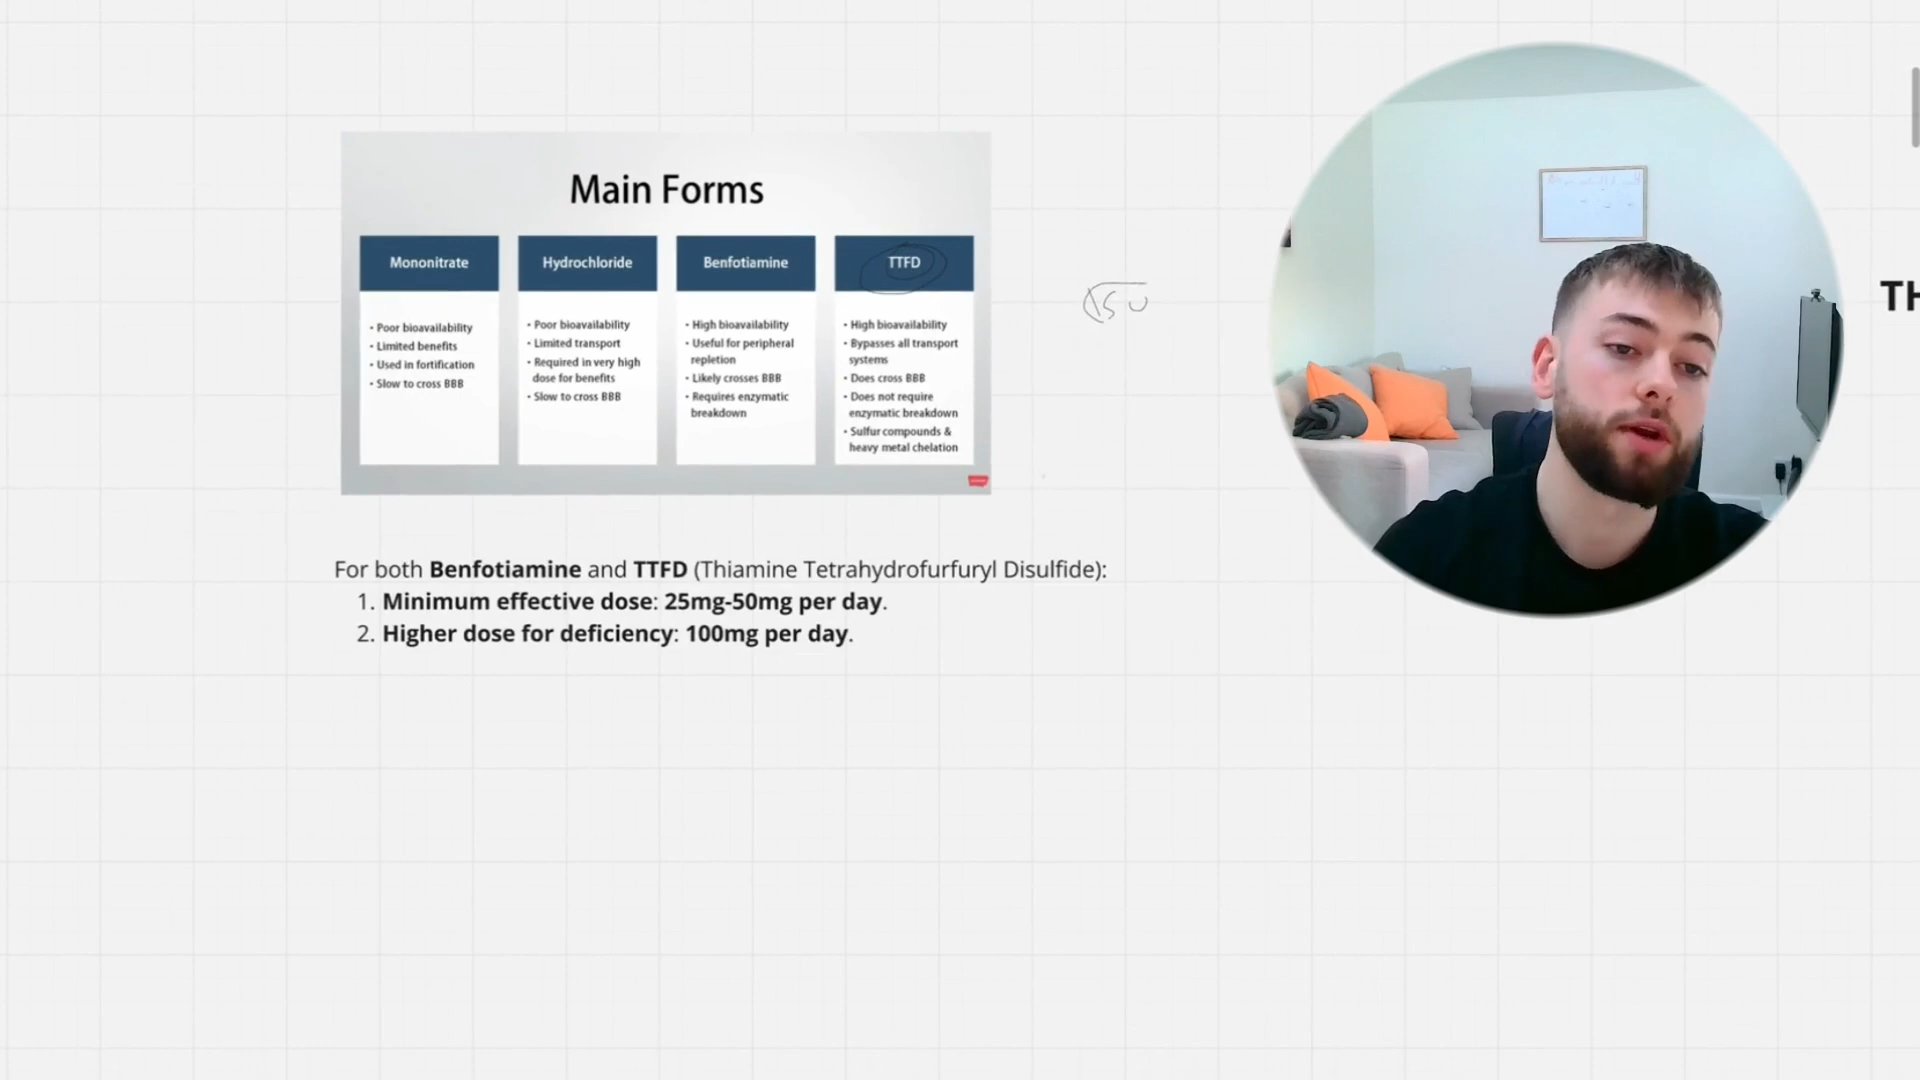 Main Forms
Mononitrate
• Poor bioavailability
• Limited benefits
• Used in fortification
• Slow to cross BBB
Hydrochloride
• Poor bioavailability
• Limited transport
• Required in very high
dose for benefits
• Slow to cross BBB
Benfotiamine
• High bioavailability
• Useful for peripheral
repletion
• Likely crosses BBB
• Requires enzymatic
breakdown
TTFD
• High bioavailability
• Bypasses all transport
systems
• Does cross BBB
• Does not require
enzymatic breakdown
• Sulfur compounds &
heavy metal chelation
For both Benfotiamine and TTFD (Thiamine Tetrahydrofurfuryl Disulfide):
1. Minimum effective dose: 25mg-50mg per day.
2. Higher dose for deficiency: 100mg per day.
TH